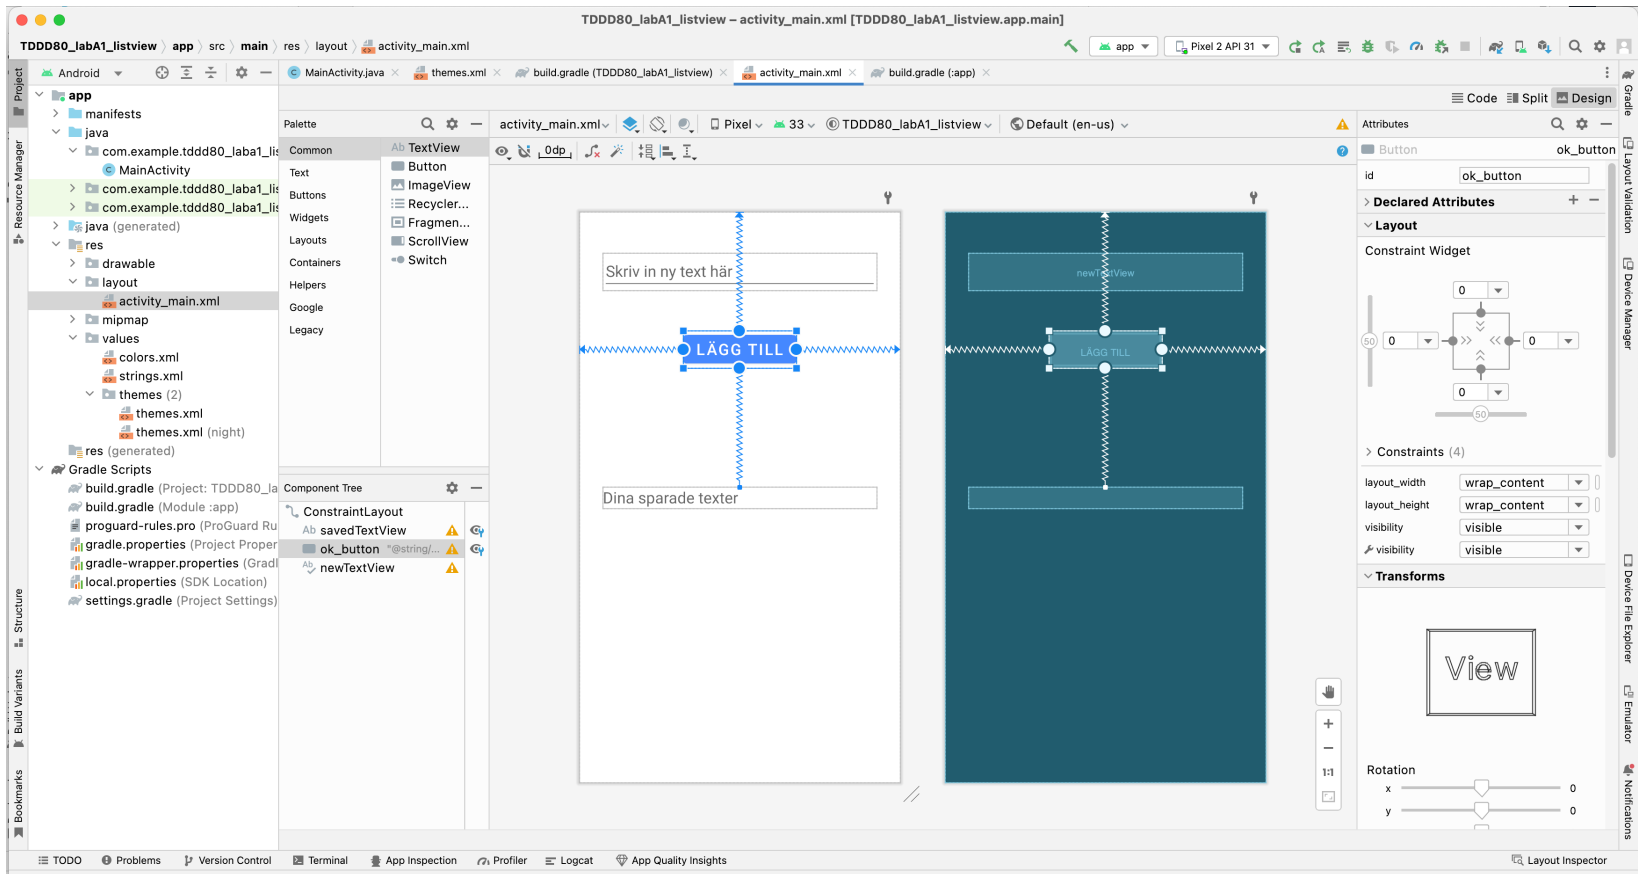 TDDD80_labA1_listview – activity_main.xml [TDDD80_labA1_listview.app.main]
TDDD80_labA1_listview app src main res layout activity_main.xml
app Pixel 2 API 31
Android
MainActivity.java themes.xml build.gradle (TDDD80_labA1_listview) activity_main.xml build.gradle (:app)
Code Split Design
Project
Resource Manager
Structure
Build Variants
Bookmarks
app
manifests
java
com.example.tddd80_laba1_lis
MainActivity
com.example.tddd80_laba1_lis
com.example.tddd80_laba1_lis
java (generated)
res
drawable
layout
activity_main.xml
mipmap
values
colors.xml
strings.xml
themes (2)
themes.xml
themes.xml (night)
res (generated)
Gradle Scripts
build.gradle (Project: TDDD80_la
build.gradle (Module :app)
proguard-rules.pro (ProGuard Ru
gradle.properties (Project Proper
gradle-wrapper.properties (Gradl
local.properties (SDK Location)
settings.gradle (Project Settings)
Palette
Common
Text
Buttons
Widgets
Layouts
Containers
Helpers
Google
Legacy
Ab TextView
Button
ImageView
Recycler...
Fragmen...
ScrollView
Switch
Component Tree
ConstraintLayout
Ab savedTextView
ok_button "@string/...
Ab newTextView
activity_main.xml Pixel 33 TDDD80_labA1_listview Default (en-us)
0dp
Skriv in ny text här
LÄGG TILL
Dina sparade texter
newTextView
LÄGG TILL
1:1
Attributes
Button ok_button
id ok_button
Declared Attributes
Layout
Constraint Widget
0
50 0 0
0
50
Constraints (4)
layout_width wrap_content
layout_height wrap_content
visibility visible
visibility visible
Transforms
View
Rotation
x 0
y 0
Gradle
Layout Validation
Device Manager
Device File Explorer
Emulator
Notifications
TODO Problems Version Control Terminal App Inspection Profiler Logcat App Quality Insights Layout Inspector